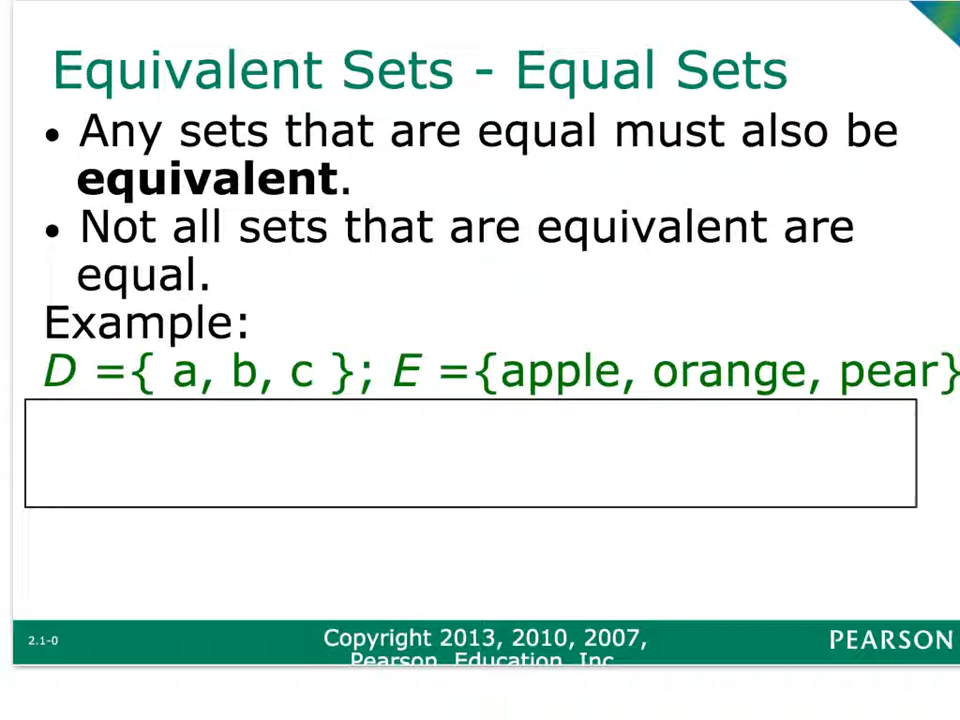 Equivalent Sets - Equal Sets
• Any sets that are equal must also be
equivalent.
• Not all sets that are equivalent are
equal.
Example:
D ={ a, b, c }; E ={apple, orange, pear}
2.1-0
Copyright 2013, 2010, 2007,
Pearson, Education, Inc
PEARSON